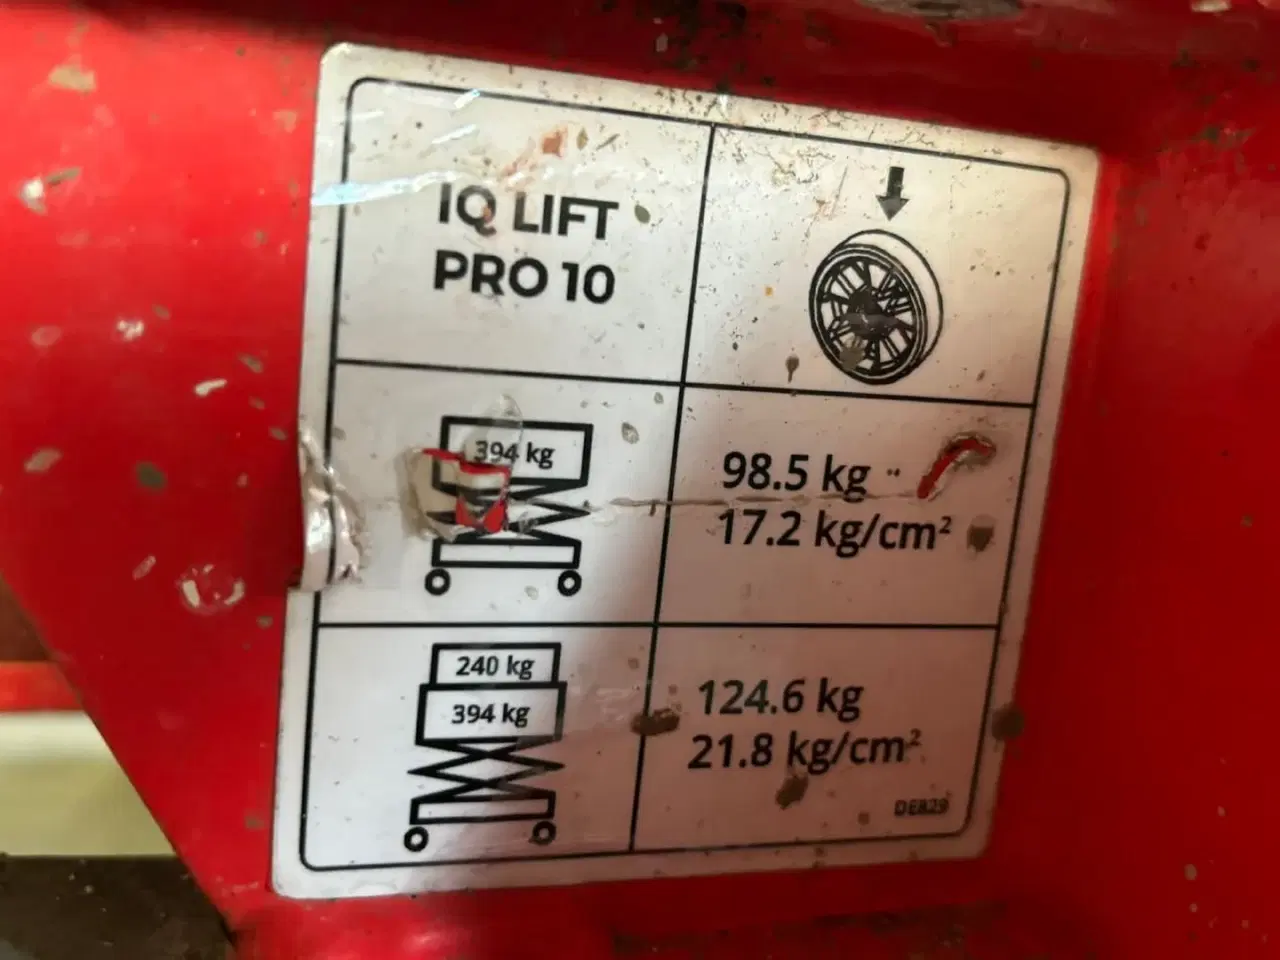 IQ LIFT
PRO 10
394 kg
98.5 kg
17.2 kg/cm²
240 kg
394 kg
124.6 kg
21.8 kg/cm²
DE829